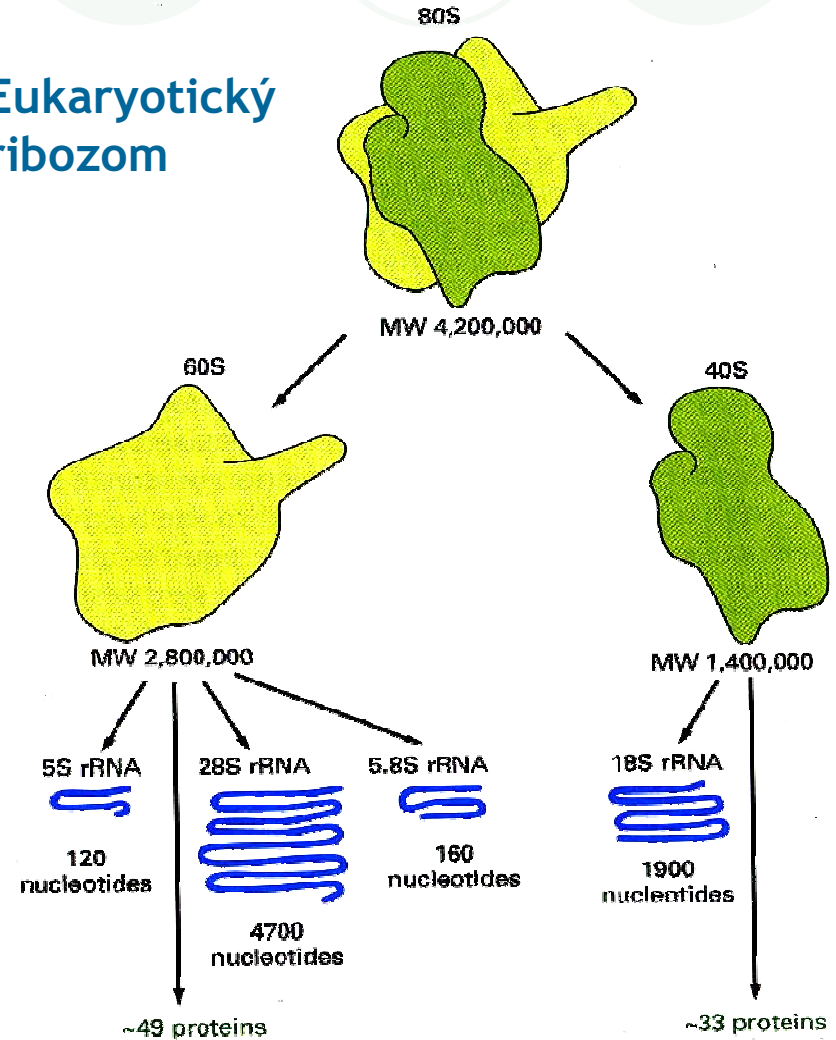 80S
Eukaryotický
ribozom
MW 4,200,000
60S
40S
MW 2,800,000
MW 1,400,000
5S rRNA
28S rRNA
5.8S rRNA
18S rRNA
120
nucleotides
4700
nucleotides
160
nucleotides
1900
nucleotides
~49 proteins
~33 proteins